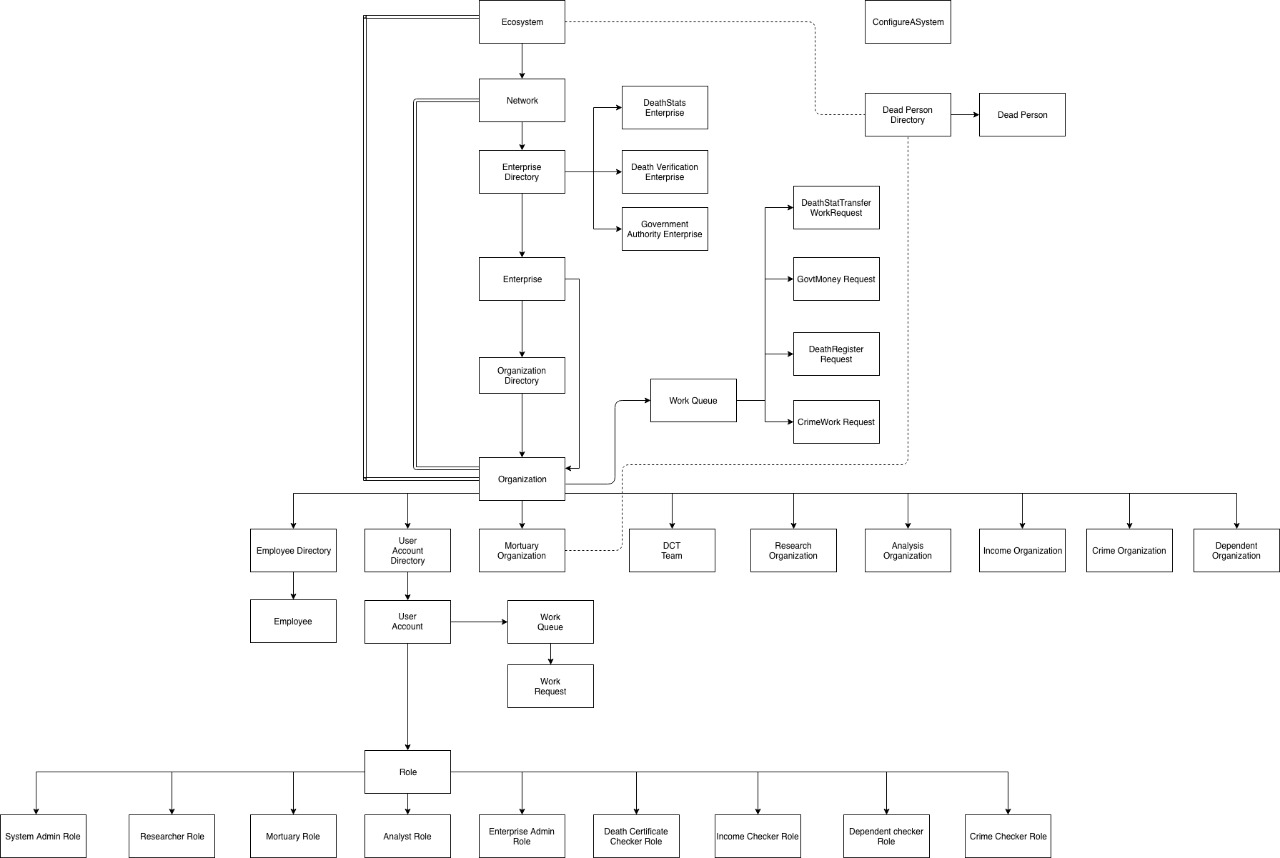 Ecosystem
ConfigureASystem
Network
DeathStats
Enterprise
Dead Person
Directory
Dead Person
Enterprise
Directory
Death Verification
Enterprise
Government
Authority Enterprise
DeathStatTransfer
WorkRequest
Enterprise
GovtMoney Request
DeathRegister
Request
Organization
Directory
Work Queue
CrimeWork Request
Organization
Employee Directory
User
Account
Directory
Mortuary
Organization
DCT
Team
Research
Organization
Analysis
Organization
Income Organization
Crime Organization
Dependent
Organization
Employee
User
Account
Work
Queue
Work
Request
Role
System Admin Role
Researcher Role
Mortuary Role
Analyst Role
Enterprise Admin
Role
Death Certificate
Checker Role
Income Checker Role
Dependent checker
Role
Crime Checker Role